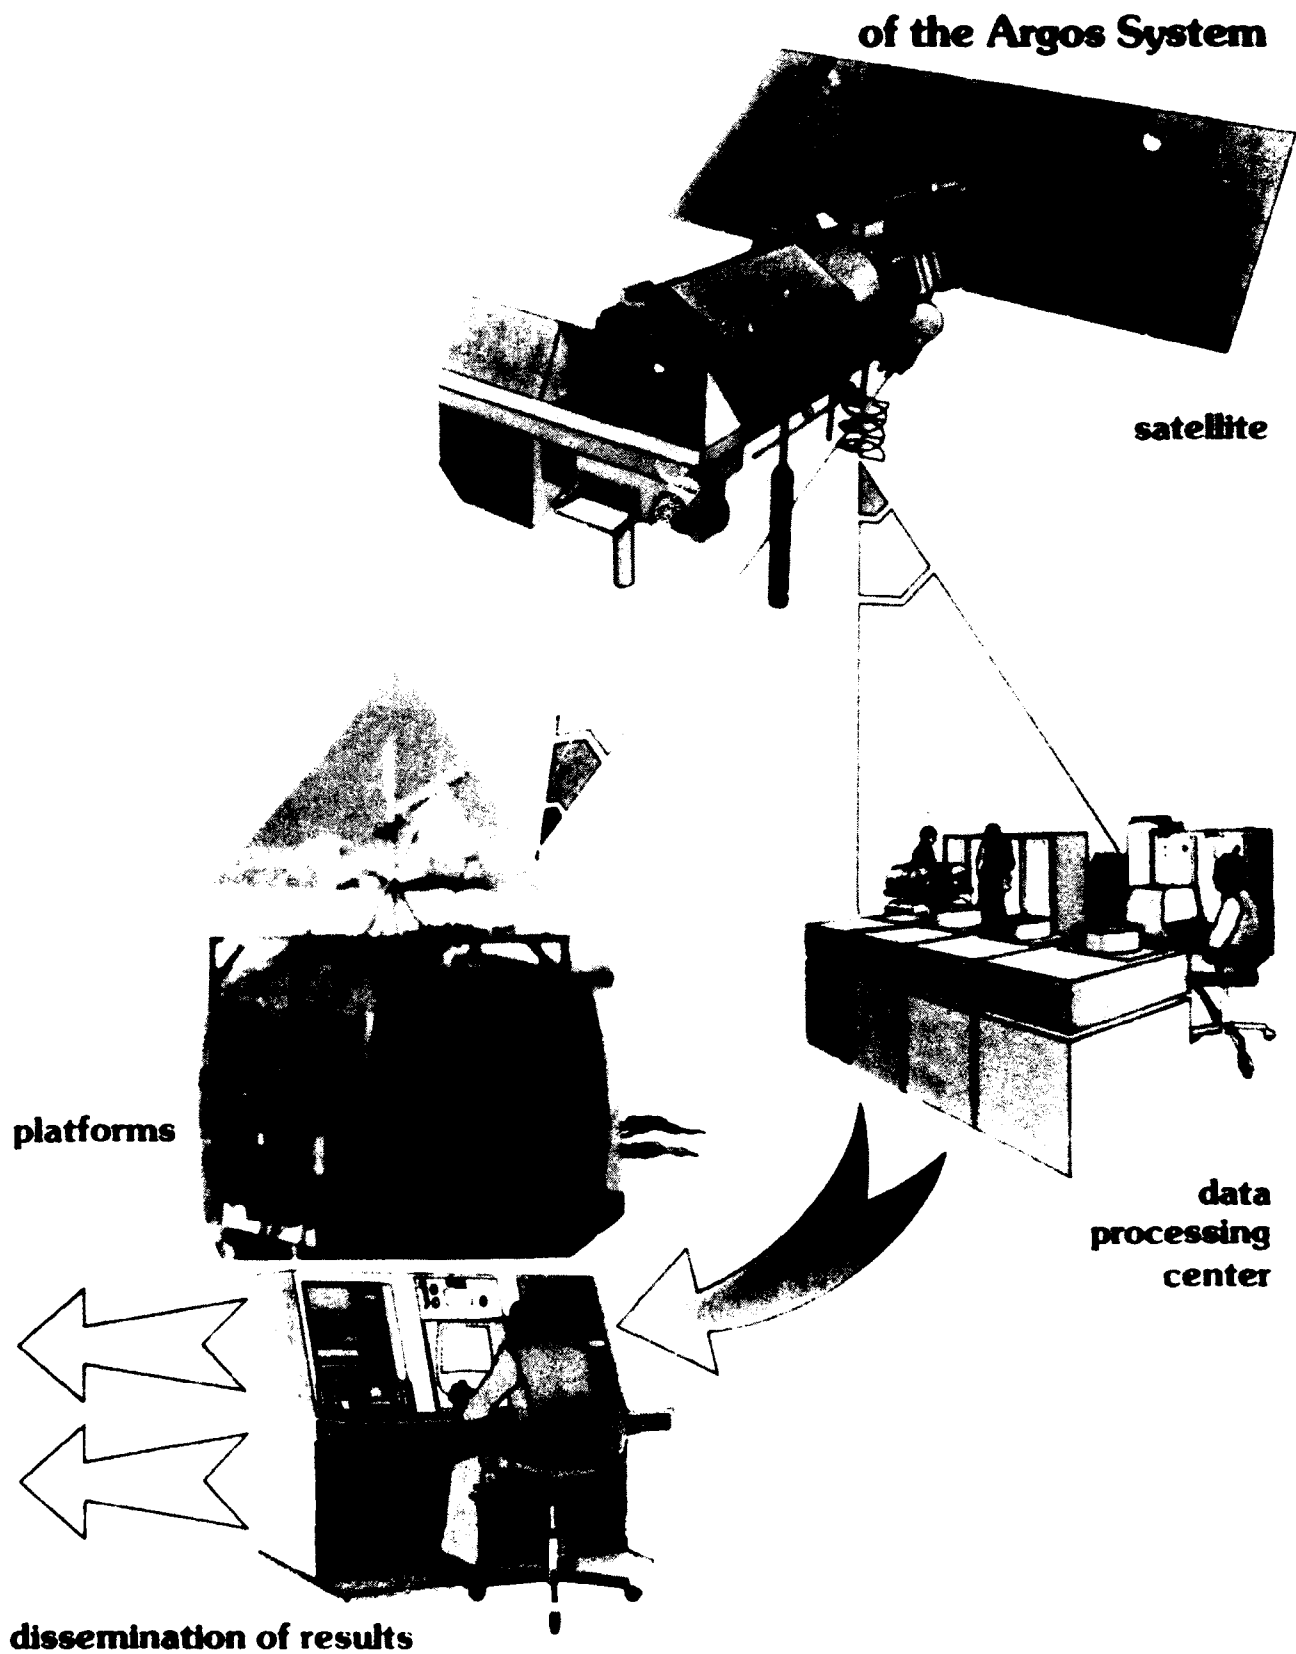 of the Argos System
satellite
platforms
data
processing
center
dissemination of results